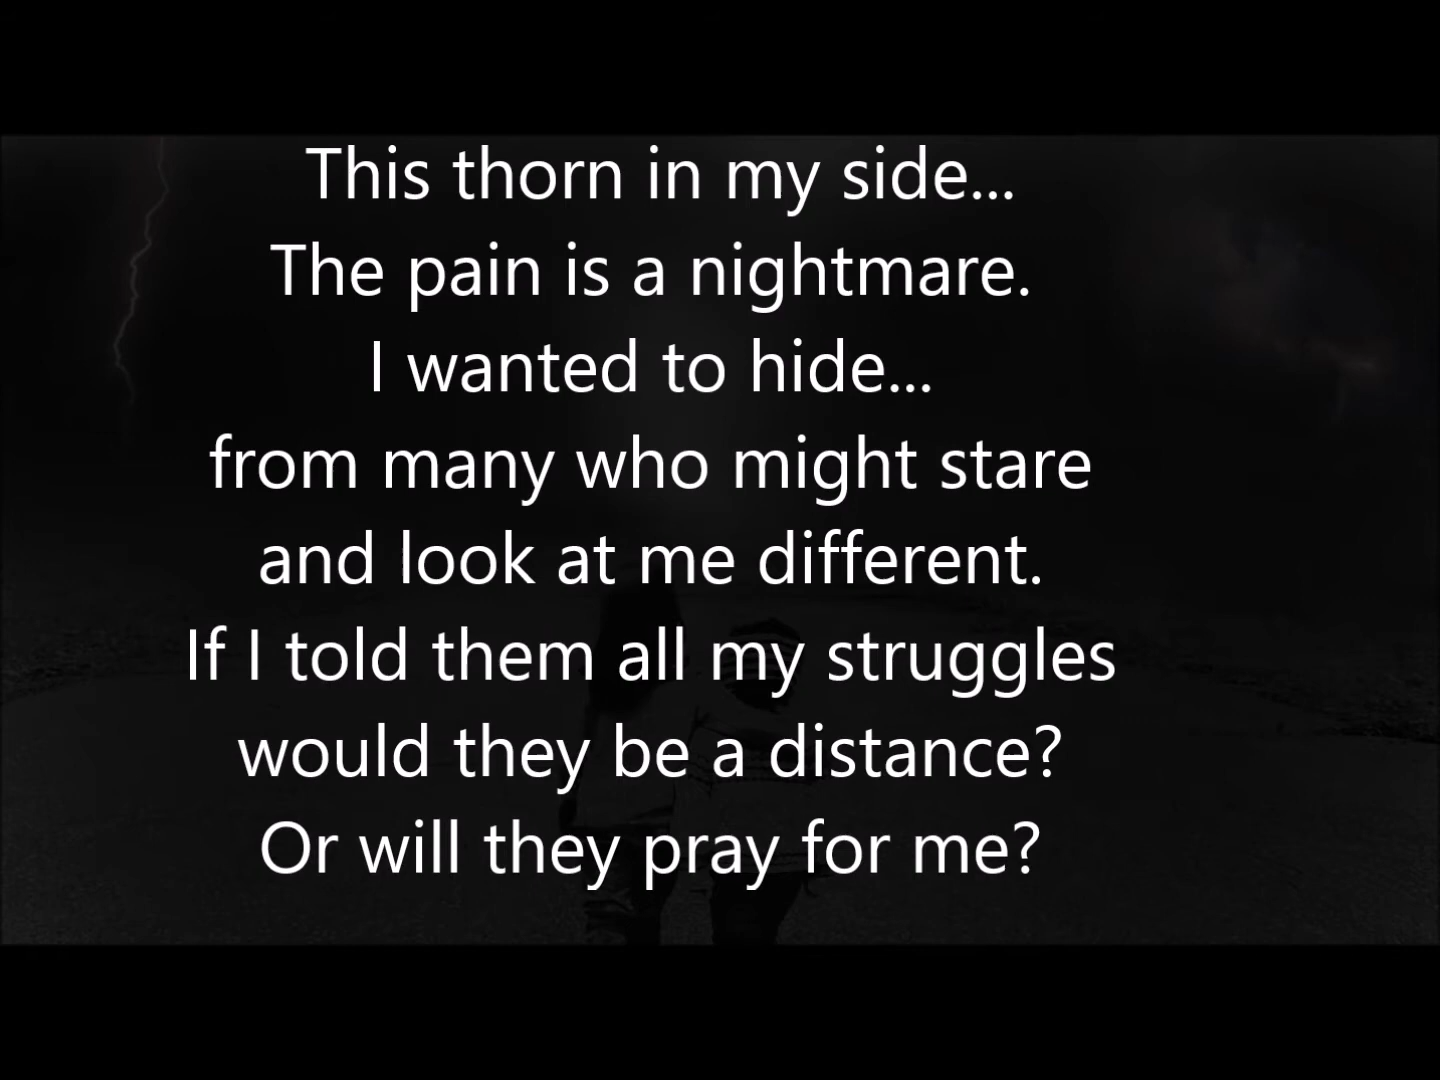 This thorn in my side...
The pain is a nightmare.
I wanted to hide...
from many who might stare
and look at me different.
If I told them all my struggles
would they be a distance?
Or will they pray for me?